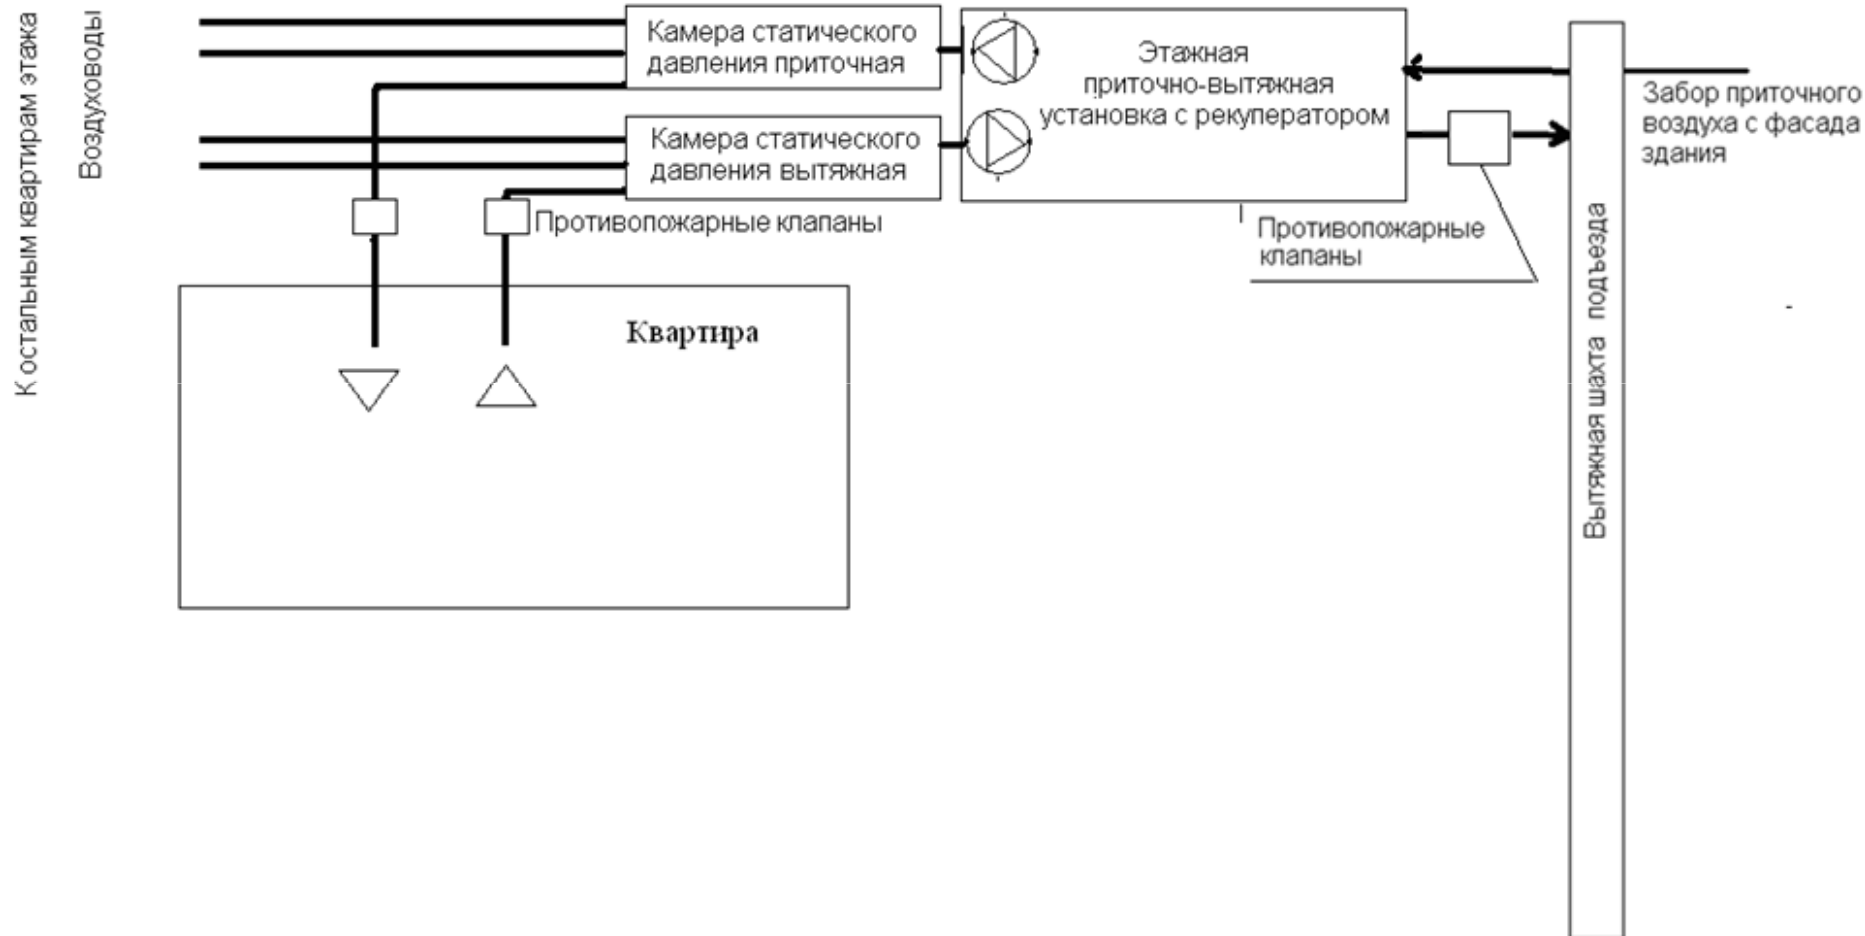 К остальным квартирам этажа
Воздуховоды
Камера статического
давления приточная
Камера статического
давления вытяжная
Этажная
приточно-вытяжная
установка с рекуператором
Забор приточного
воздуха с фасада
здания
Противопожарные клапаны
Противопожарные
клапаны
Квартира
Вытяжная шахта подъезда